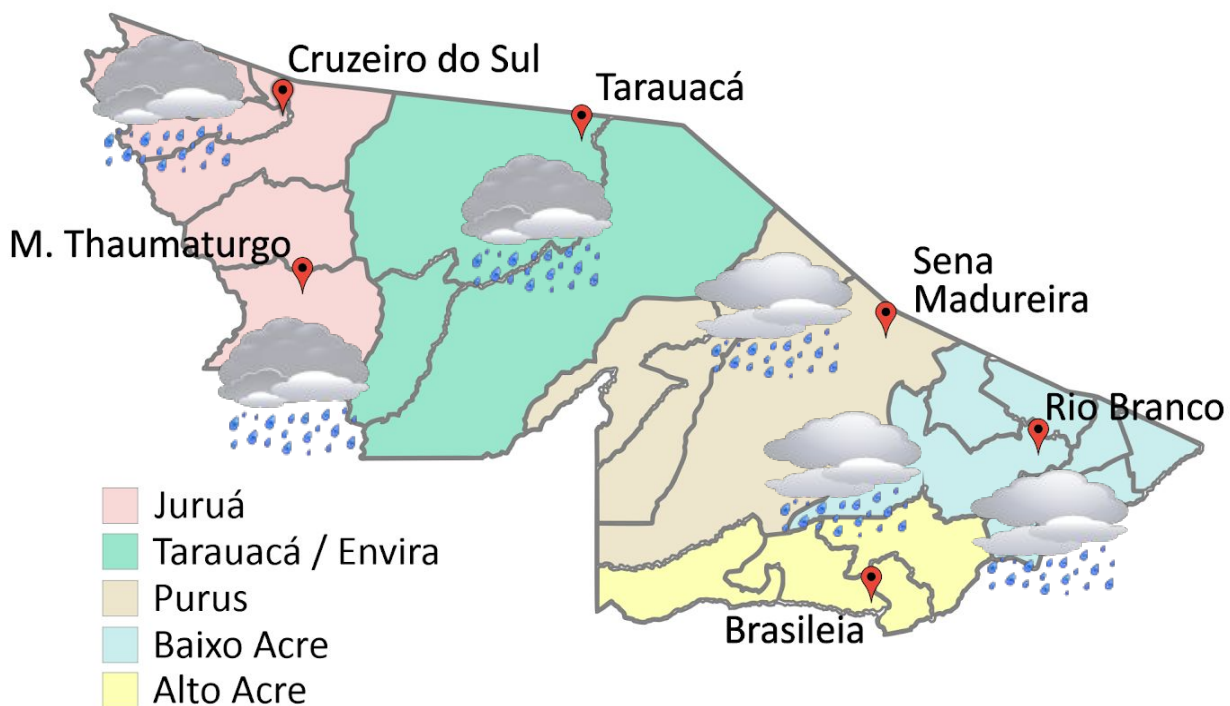 Cruzeiro do Sul
Tarauacá
M. Thaumaturgo
Sena
Madureira
Rio Branco
Brasileia
Juruá
Tarauacá / Envira
Purus
Baixo Acre
Alto Acre